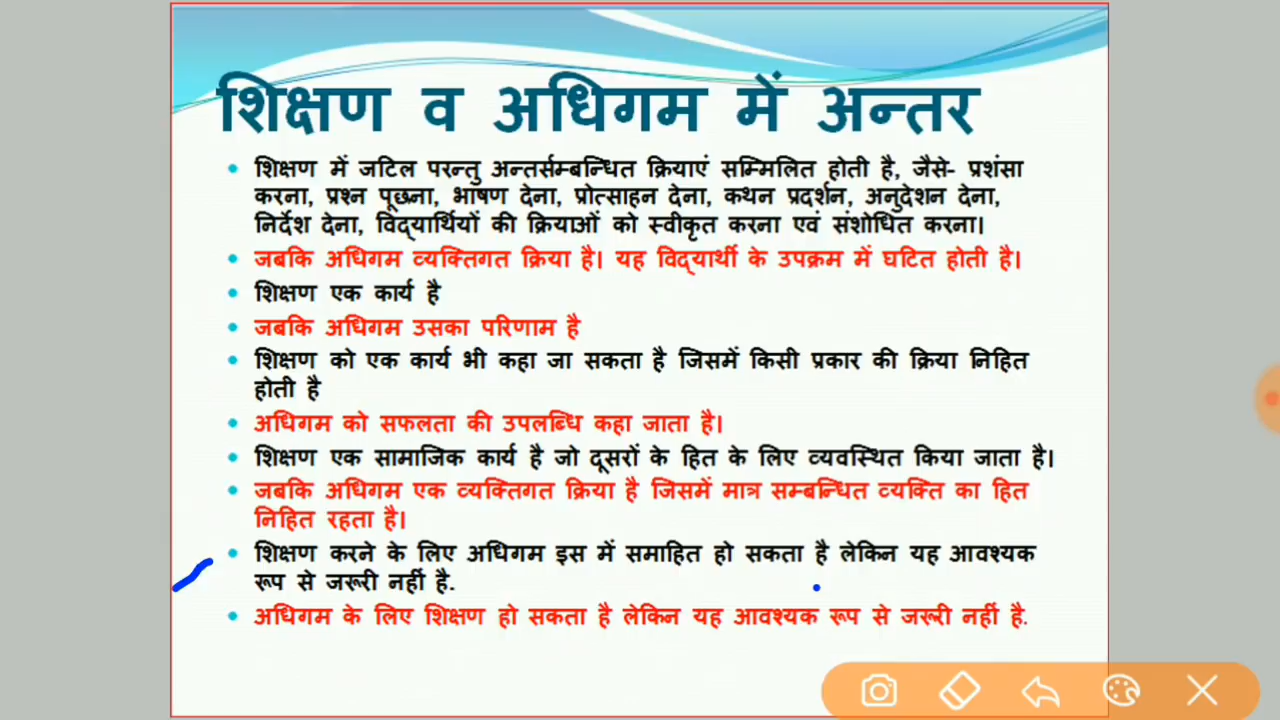 शिक्षण व अधिगम में अन्तर
• शिक्षण में जटिल परन्तु अन्तर्सम्बन्धित क्रियाएं सम्मिलित होती है, जैसे- प्रशंसा
करना, प्रश्न पूछना, भाषण देना, प्रोत्साहन देना, कथन प्रदर्शन, अनुदेशन देना,
निर्देश देना, विद्यार्थियों की क्रियाओं को स्वीकृत करना एवं संशोधित करना।
• जबकि अधिगम व्यक्तिगत क्रिया है। यह विद्यार्थी के उपक्रम में घटित होती है।
• शिक्षण एक कार्य है
• जबकि अधिगम उसका परिणाम है
• शिक्षण को एक कार्य भी कहा जा सकता है जिसमें किसी प्रकार की क्रिया निहित
होती है
• अधिगम को सफलता की उपलब्धि कहा जाता है।
• शिक्षण एक सामाजिक कार्य है जो दूसरों के हित के लिए व्यवस्थित किया जाता है।
• जबकि अधिगम एक व्यक्तिगत क्रिया है जिसमें मात्र सम्बन्धित व्यक्ति का हित
निहित रहता है।
• शिक्षण करने के लिए अधिगम इस में समाहित हो सकता है लेकिन यह आवश्यक
रूप से जरूरी नहीं है.
• अधिगम के लिए शिक्षण हो सकता है लेकिन यह आवश्यक रूप से जरूरी नहीं है.